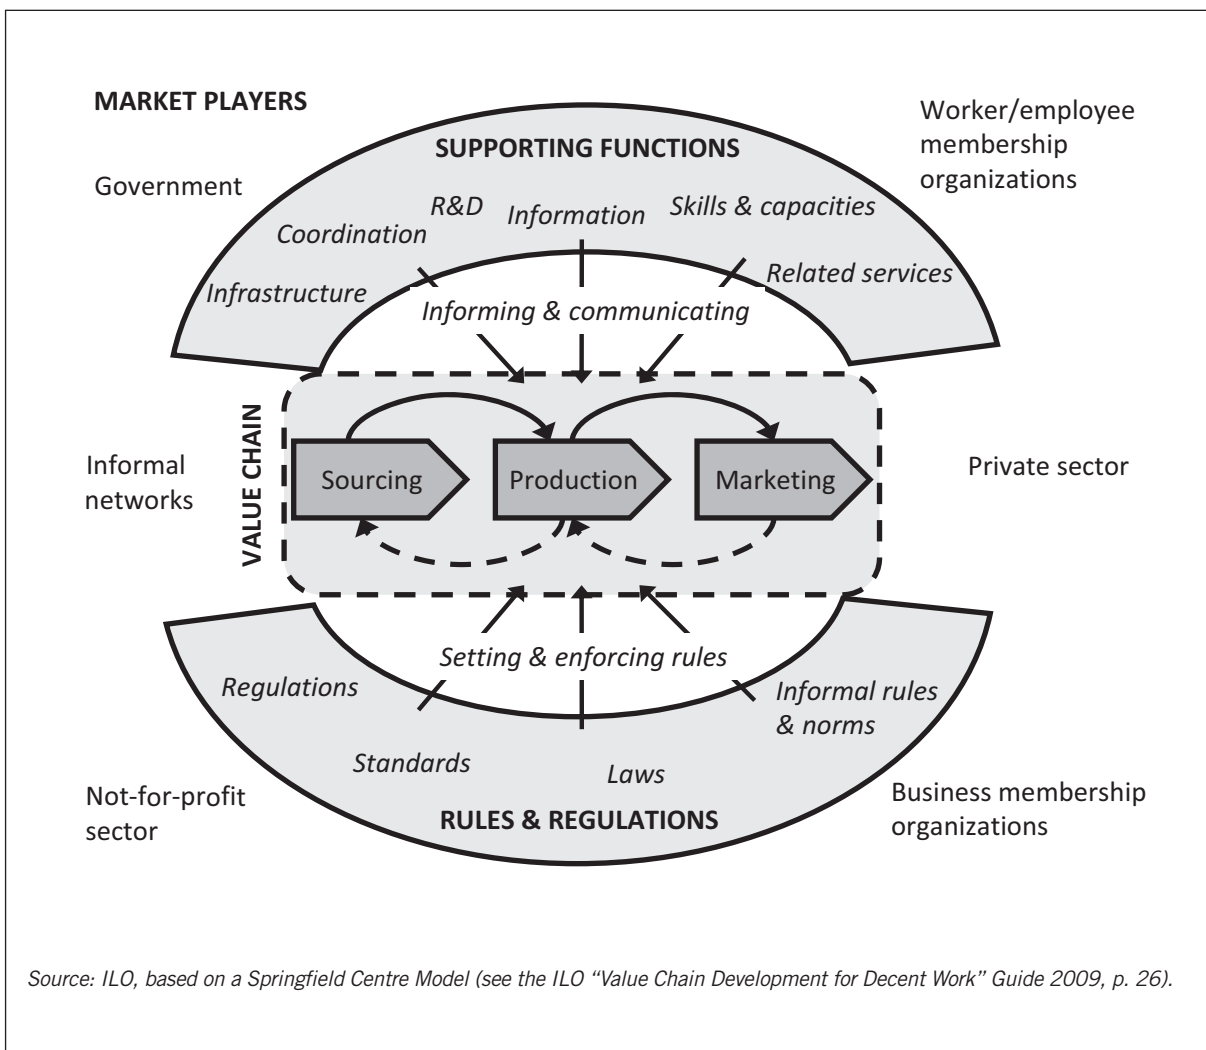 MARKET PLAYERS
Worker/employee
membership
organizations
SUPPORTING FUNCTIONS
Government
R&D
Information
Skills & capacities
Coordination
Related services
Infrastructure
Informing & communicating
VALUE CHAIN
Informal
networks
Sourcing
Production
Marketing
Private sector
Setting & enforcing rules
Regulations
Informal rules
& norms
Standards
Laws
Not-for-profit
sector
Business membership
organizations
RULES & REGULATIONS
Source: ILO, based on a Springfield Centre Model (see the ILO “Value Chain Development for Decent Work” Guide 2009, p. 26).